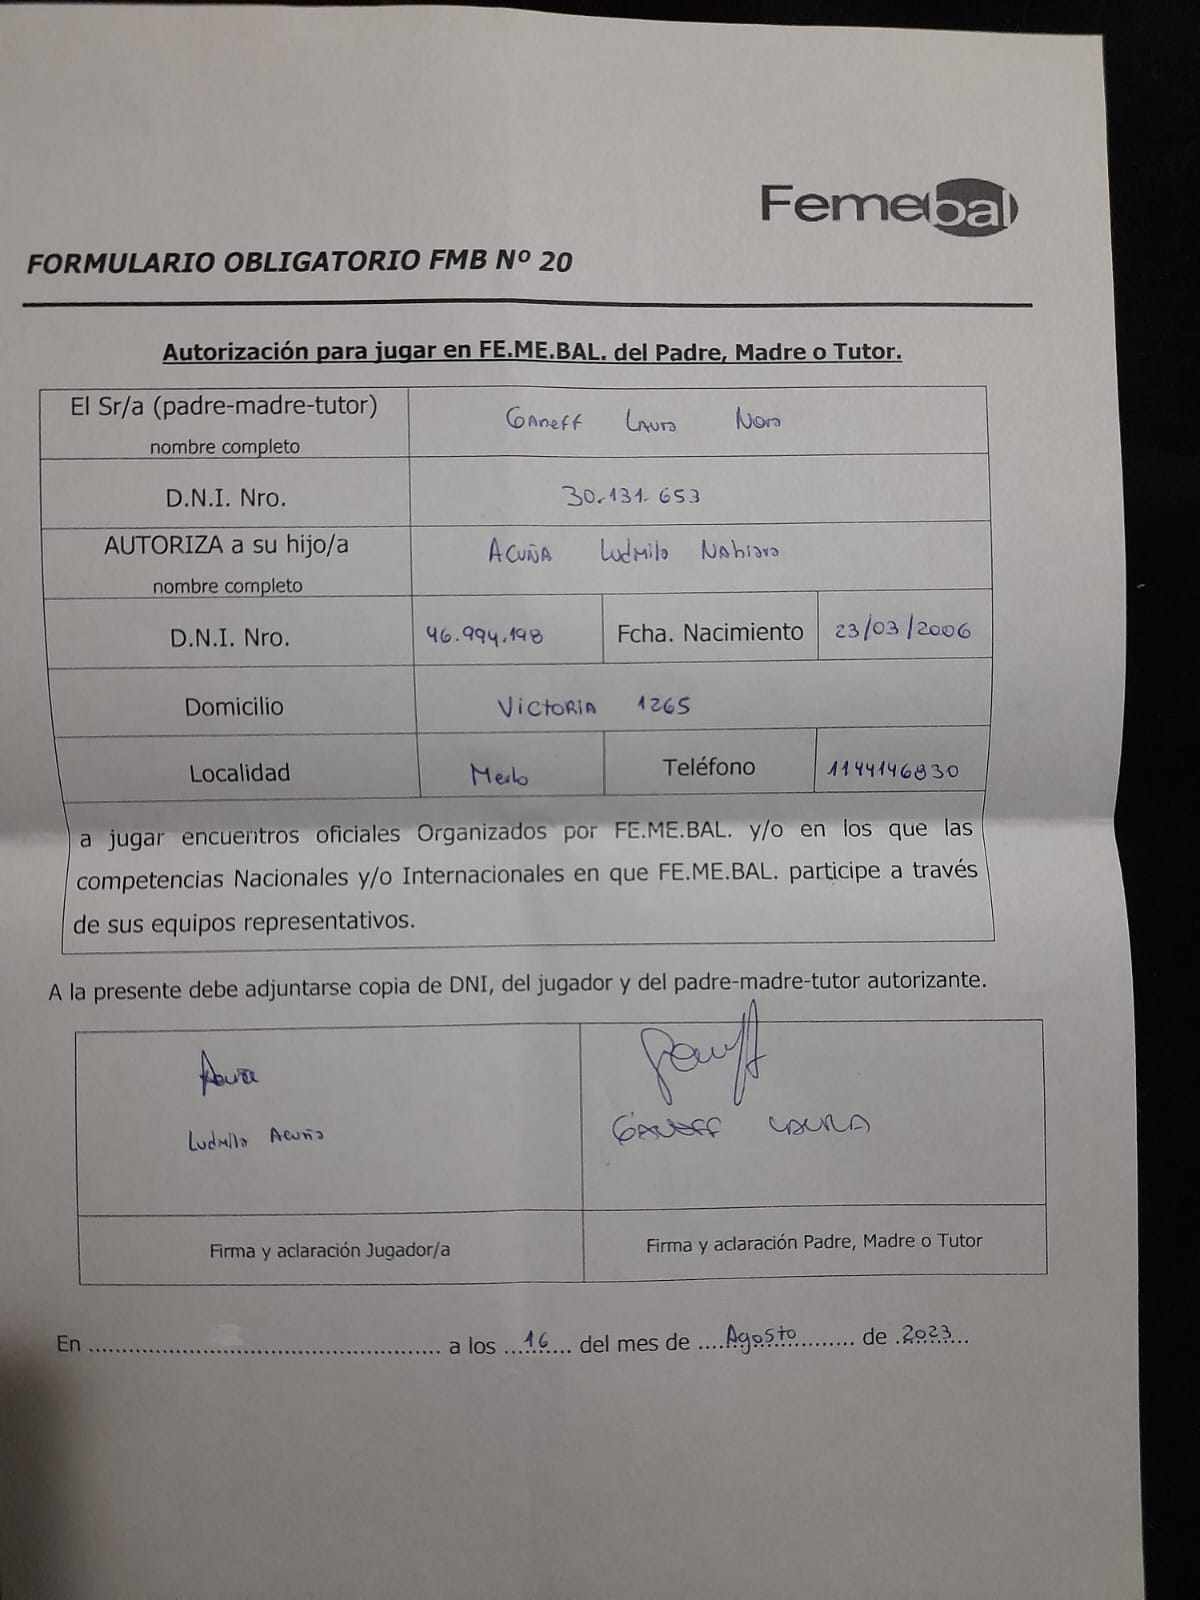 Femebal
FORMULARIO OBLIGATORIO FMB Nº 20
Autorización para jugar en FE.ME.BAL. del Padre, Madre o Tutor.
El Sr/a (padre-madre-tutor) GAneFF LAura Nora
nombre completo
D.N.I. Nro. 30.131.653
AUTORIZA a su hijo/a ACUÑA LudMila NAhiara
nombre completo
D.N.I. Nro. 46.994.198 Fcha. Nacimiento 23/03/2006
Domicilio VICTORIA 1265
Localidad Merlo Teléfono 1144146830
a jugar encuentros oficiales Organizados por FE.ME.BAL. y/o en los que las
competencias Nacionales y/o Internacionales en que FE.ME.BAL. participe a través
de sus equipos representativos.
A la presente debe adjuntarse copia de DNI, del jugador y del padre-madre-tutor autorizante.
Acuña
LudMila Acuña GANEFF LAURA
Firma y aclaración Jugador/a Firma y aclaración Padre, Madre o Tutor
En ........ a los 16 del mes de Agosto de 2023